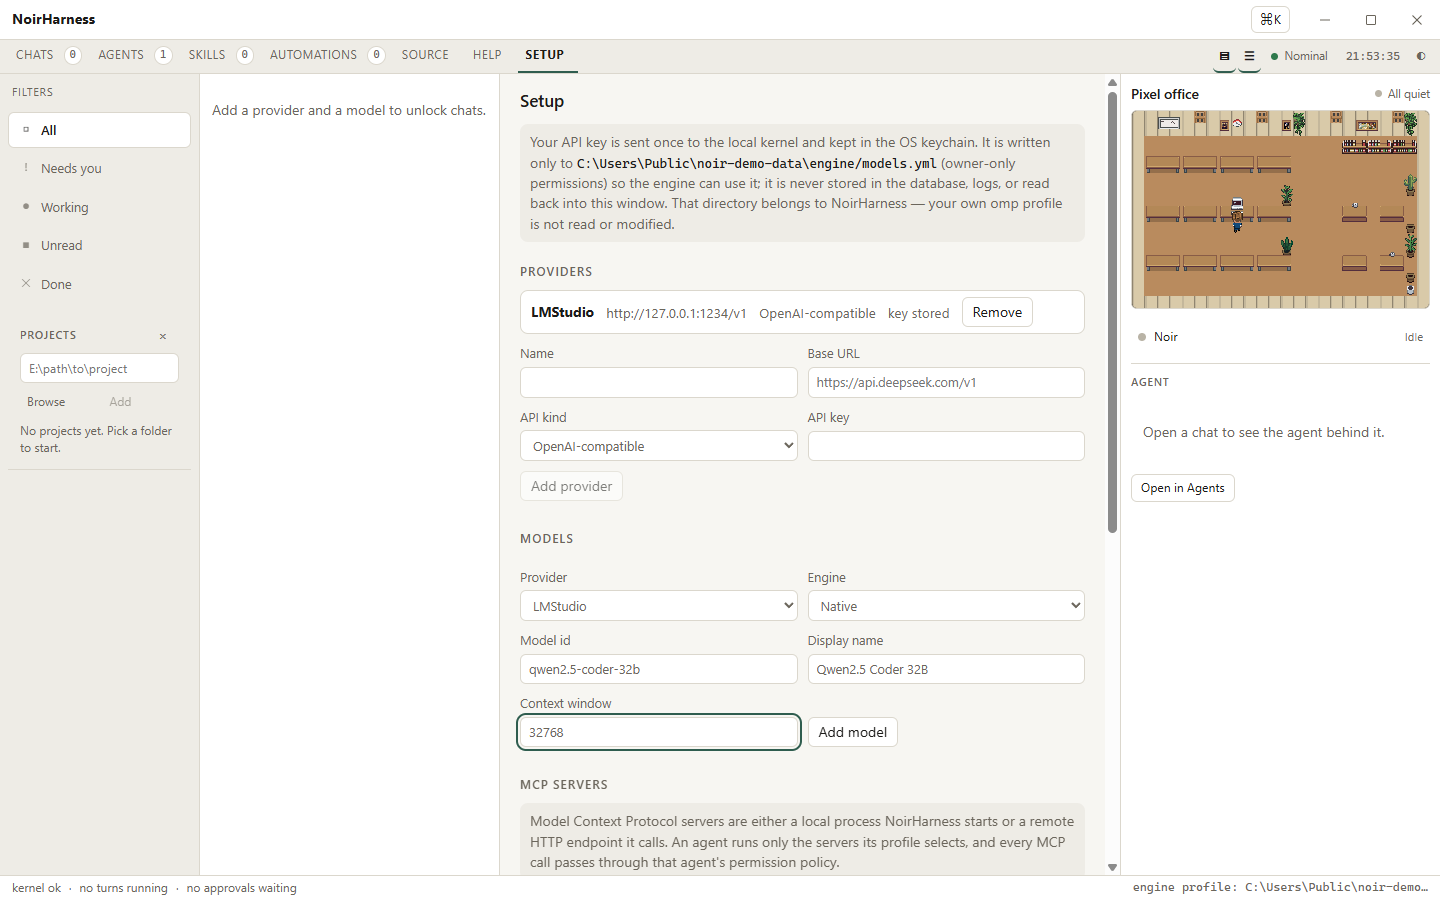 NoirHarness
⌘K
CHATS 0 AGENTS 1 SKILLS 0 AUTOMATIONS 0 SOURCE HELP SETUP
Nominal 21:53:35
FILTERS
All
Needs you
Working
Unread
Done
PROJECTS
E:\path\to\project
Browse Add
No projects yet. Pick a folder
to start.
Add a provider and a model to unlock chats.
Setup
Your API key is sent once to the local kernel and kept in the OS keychain. It is written
only to C:\Users\Public\noir-demo-data\engine/models.yml (owner-only
permissions) so the engine can use it; it is never stored in the database, logs, or read
back into this window. That directory belongs to NoirHarness — your own omp profile
is not read or modified.
PROVIDERS
LMStudio http://127.0.0.1:1234/v1 OpenAI-compatible key stored Remove
Name Base URL
https://api.deepseek.com/v1
API kind API key
OpenAI-compatible
Add provider
MODELS
Provider Engine
LMStudio Native
Model id Display name
qwen2.5-coder-32b Qwen2.5 Coder 32B
Context window
32768 Add model
MCP SERVERS
Model Context Protocol servers are either a local process NoirHarness starts or a remote
HTTP endpoint it calls. An agent runs only the servers its profile selects, and every MCP
call passes through that agent's permission policy.
Pixel office All quiet
Noir Idle
AGENT
Open a chat to see the agent behind it.
Open in Agents
kernel ok · no turns running · no approvals waiting
engine profile: C:\Users\Public\noir-demo…